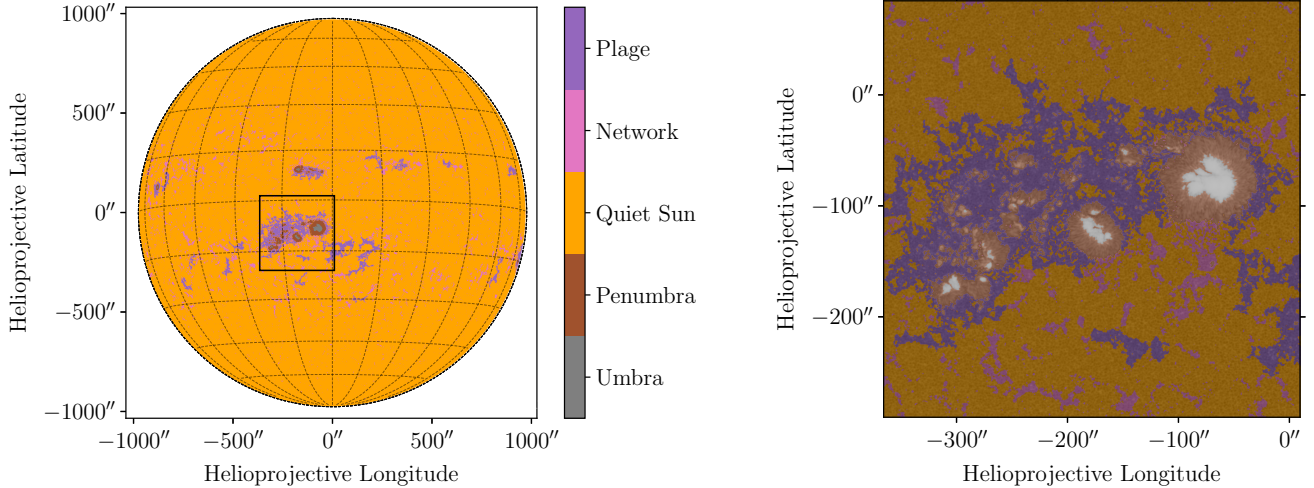 1000″
500″
0″
−500″
−1000″
Helioprojective Latitude
−1000″ −500″ 0″ 500″ 1000″
Helioprojective Longitude
Plage
Network
Quiet Sun
Penumbra
Umbra
0″
−100″
−200″
Helioprojective Latitude
−300″ −200″ −100″ 0″
Helioprojective Longitude